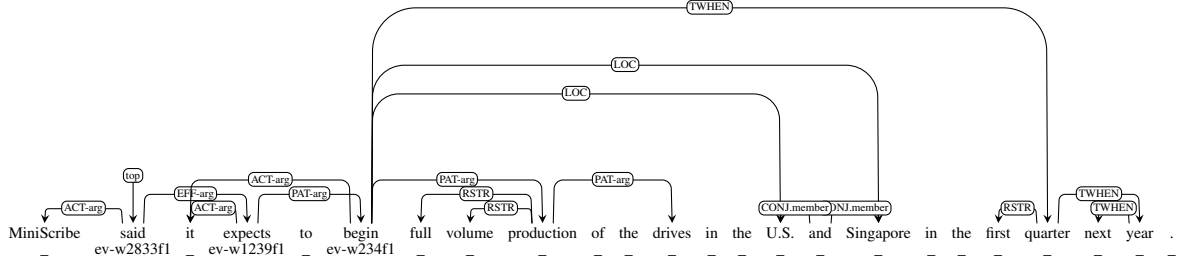 TWHEN
LOC
LOC
top
ACT-arg PAT-arg PAT-arg
EFF-arg PAT-arg RSTR TWHEN
ACT-arg ACT-arg RSTR CONJ.member CONJ.member RSTR TWHEN
MiniScribe said it expects to begin full volume production of the drives in the U.S. and Singapore in the first quarter next year .
ev-w2833f1 ev-w1239f1 ev-w234f1
_ _ _ _ _ _ _ _ _ _ _ _ _ _ _ _ _ _ _ _ _ _ _ _